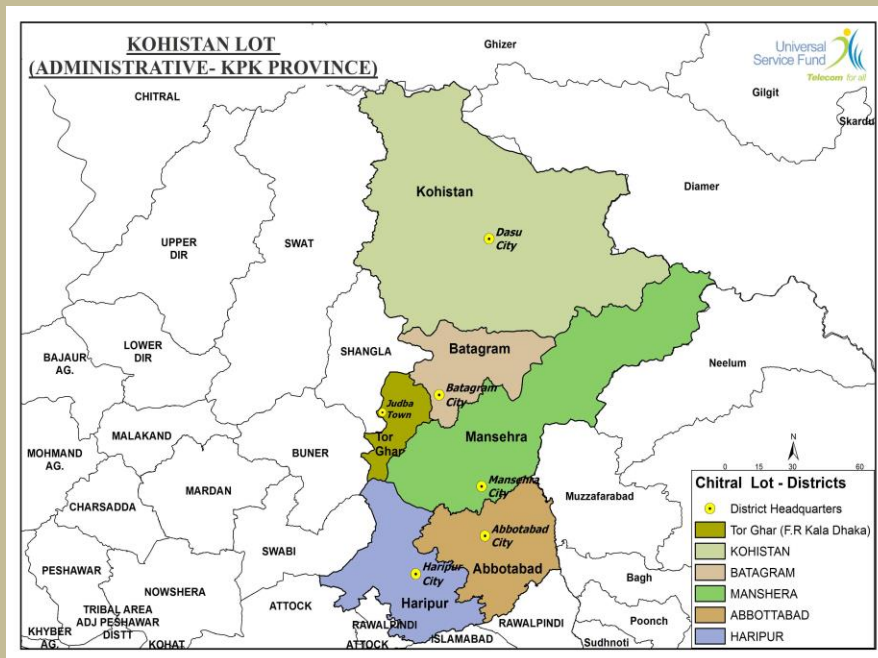 KOHISTAN LOT
(ADMINISTRATIVE- KPK PROVINCE)
Universal
Service Fund
Telecom for all
Ghizer
Gilgit
Skardu
CHITRAL
Diamer
Kohistan
UPPER
DIR
SWAT
Dasu
City
LOWER
DIR
BAJAUR
AG.
SHANGLA
Batagram
Neelum
Batagram
City
Judba
Town
Tor
Ghar
Mansehra
MALAKAND
BUNER
MOHMAND
AG.
MARDAN
CHARSADDA
Mansehra
City
Muzzafarabad
SWABI
Abbotabad
City
PESHAWAR
NOWSHERA
Haripur
City
Abbotabad
Bagh
TRIBAL AREA
ADJ PESHAWAR
DISTT
ATTOCK
Haripur
RAWALPINDI
ISLAMABAD
RAWALPINDI
Poonch
KHYBER
AG.
KOHAT
ATTOCK
Sudhnoti
N
0 15 30 60
Chitral Lot - Districts
District Headquarters
Tor Ghar (F.R Kala Dhaka)
KOHISTAN
BATAGRAM
MANSHERA
ABBOTTABAD
HARIPUR